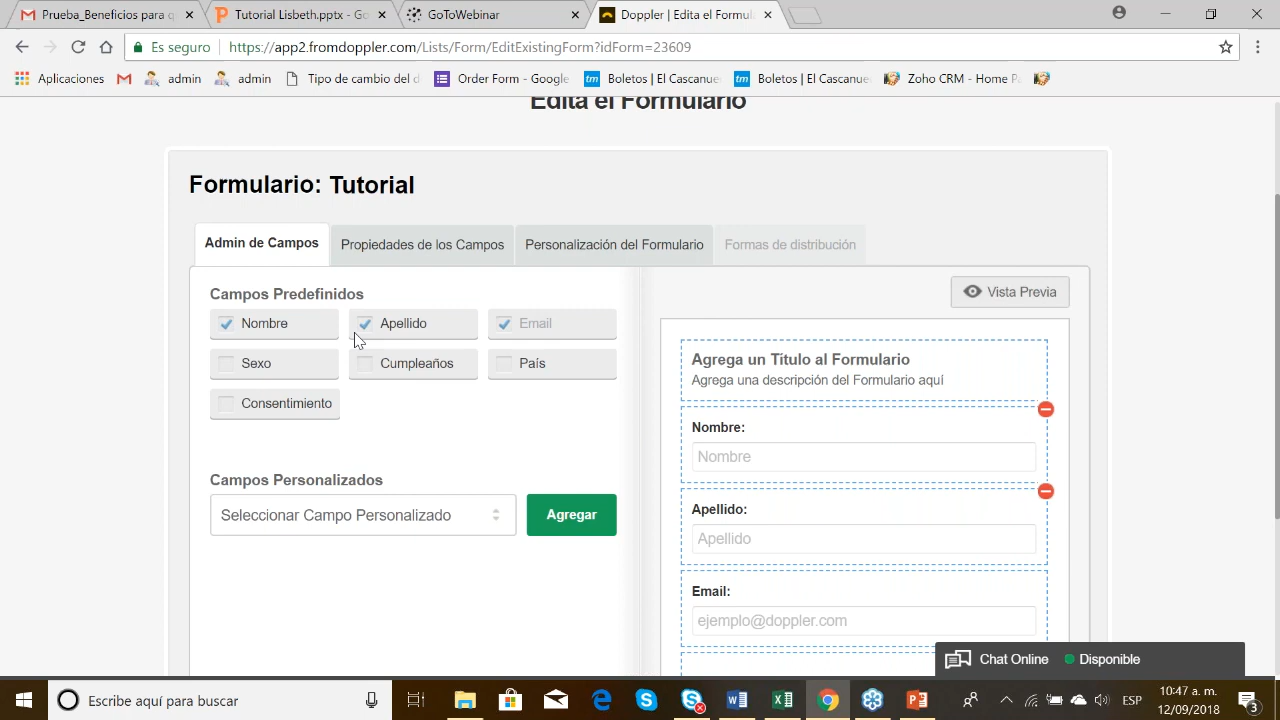 Prueba_Beneficios para q
Tutorial Lisbeth.pptx - Go
GoToWebinar
Doppler | Edita el Formula
Es seguro
https://app2.fromdoppler.com/Lists/Form/EditExistingForm?idForm=23609
Aplicaciones
admin
admin
Tipo de cambio del d
Order Form - Google
tm
Boletos | El Cascanue
tm
Boletos | El Cascanue
Zoho CRM - Home Pa
Edita el Formulario
Formulario: Tutorial
Admin de Campos
Propiedades de los Campos
Personalización del Formulario
Formas de distribución
Campos Predefinidos
Nombre
Apellido
Email
Sexo
Cumpleaños
País
Consentimiento
Campos Personalizados
Seleccionar Campo Personalizado
Agregar
Vista Previa
Agrega un Título al Formulario
Agrega una descripción del Formulario aquí
Nombre:
Nombre
Apellido:
Apellido
Email:
ejemplo@doppler.com
Chat Online
Disponible
Escribe aquí para buscar
ESP
10:47 a. m.
12/09/2018
3